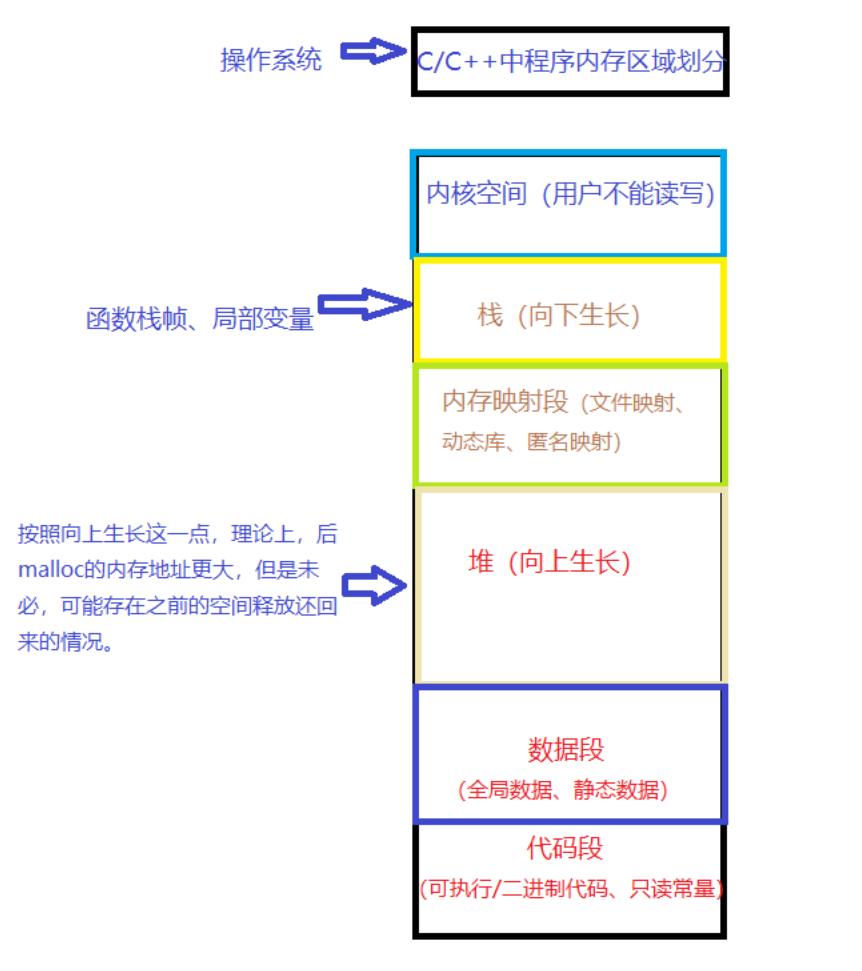 操作系统
C/C++中程序内存区域划分
内核空间（用户不能读写）
函数栈帧、局部变量
栈（向下生长）
内存映射段（文件映射、
动态库、匿名映射）
按照向上生长这一点，理论上，后
malloc的内存地址更大，但是未
必，可能存在之前的空间释放还回
来的情况。
堆（向上生长）
数据段
（全局数据、静态数据）
代码段
（可执行/二进制代码、只读常量）